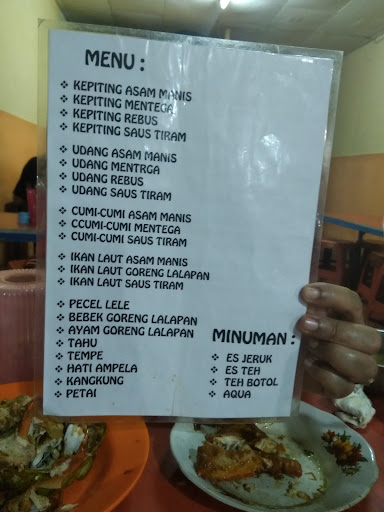 MENU :
❖ KEPITING ASAM MANIS
❖ KEPITING MENTEGA
❖ KEPITING REBUS
❖ KEPITING SAUS TIRAM
❖ UDANG ASAM MANIS
❖ UDANG MENTRGA
❖ UDANG REBUS
❖ UDANG SAUS TIRAM
❖ CUMI-CUMI ASAM MANIS
❖ CCUMI-CUMI MENTEGA
❖ CUMI-CUMI SAUS TIRAM
❖ IKAN LAUT ASAM MANIS
❖ IKAN LAUT GORENG LALAPAN
❖ IKAN LAUT SAUS TIRAM
❖ PECEL LELE
❖ BEBEK GORENG LALAPAN
❖ AYAM GORENG LALAPAN
❖ TAHU
❖ TEMPE
❖ HATI AMPELA
❖ KANGKUNG
❖ PETAI
MINUMAN :
❖ ES JERUK
❖ ES TEH
❖ TEH BOTOL
❖ AQUA